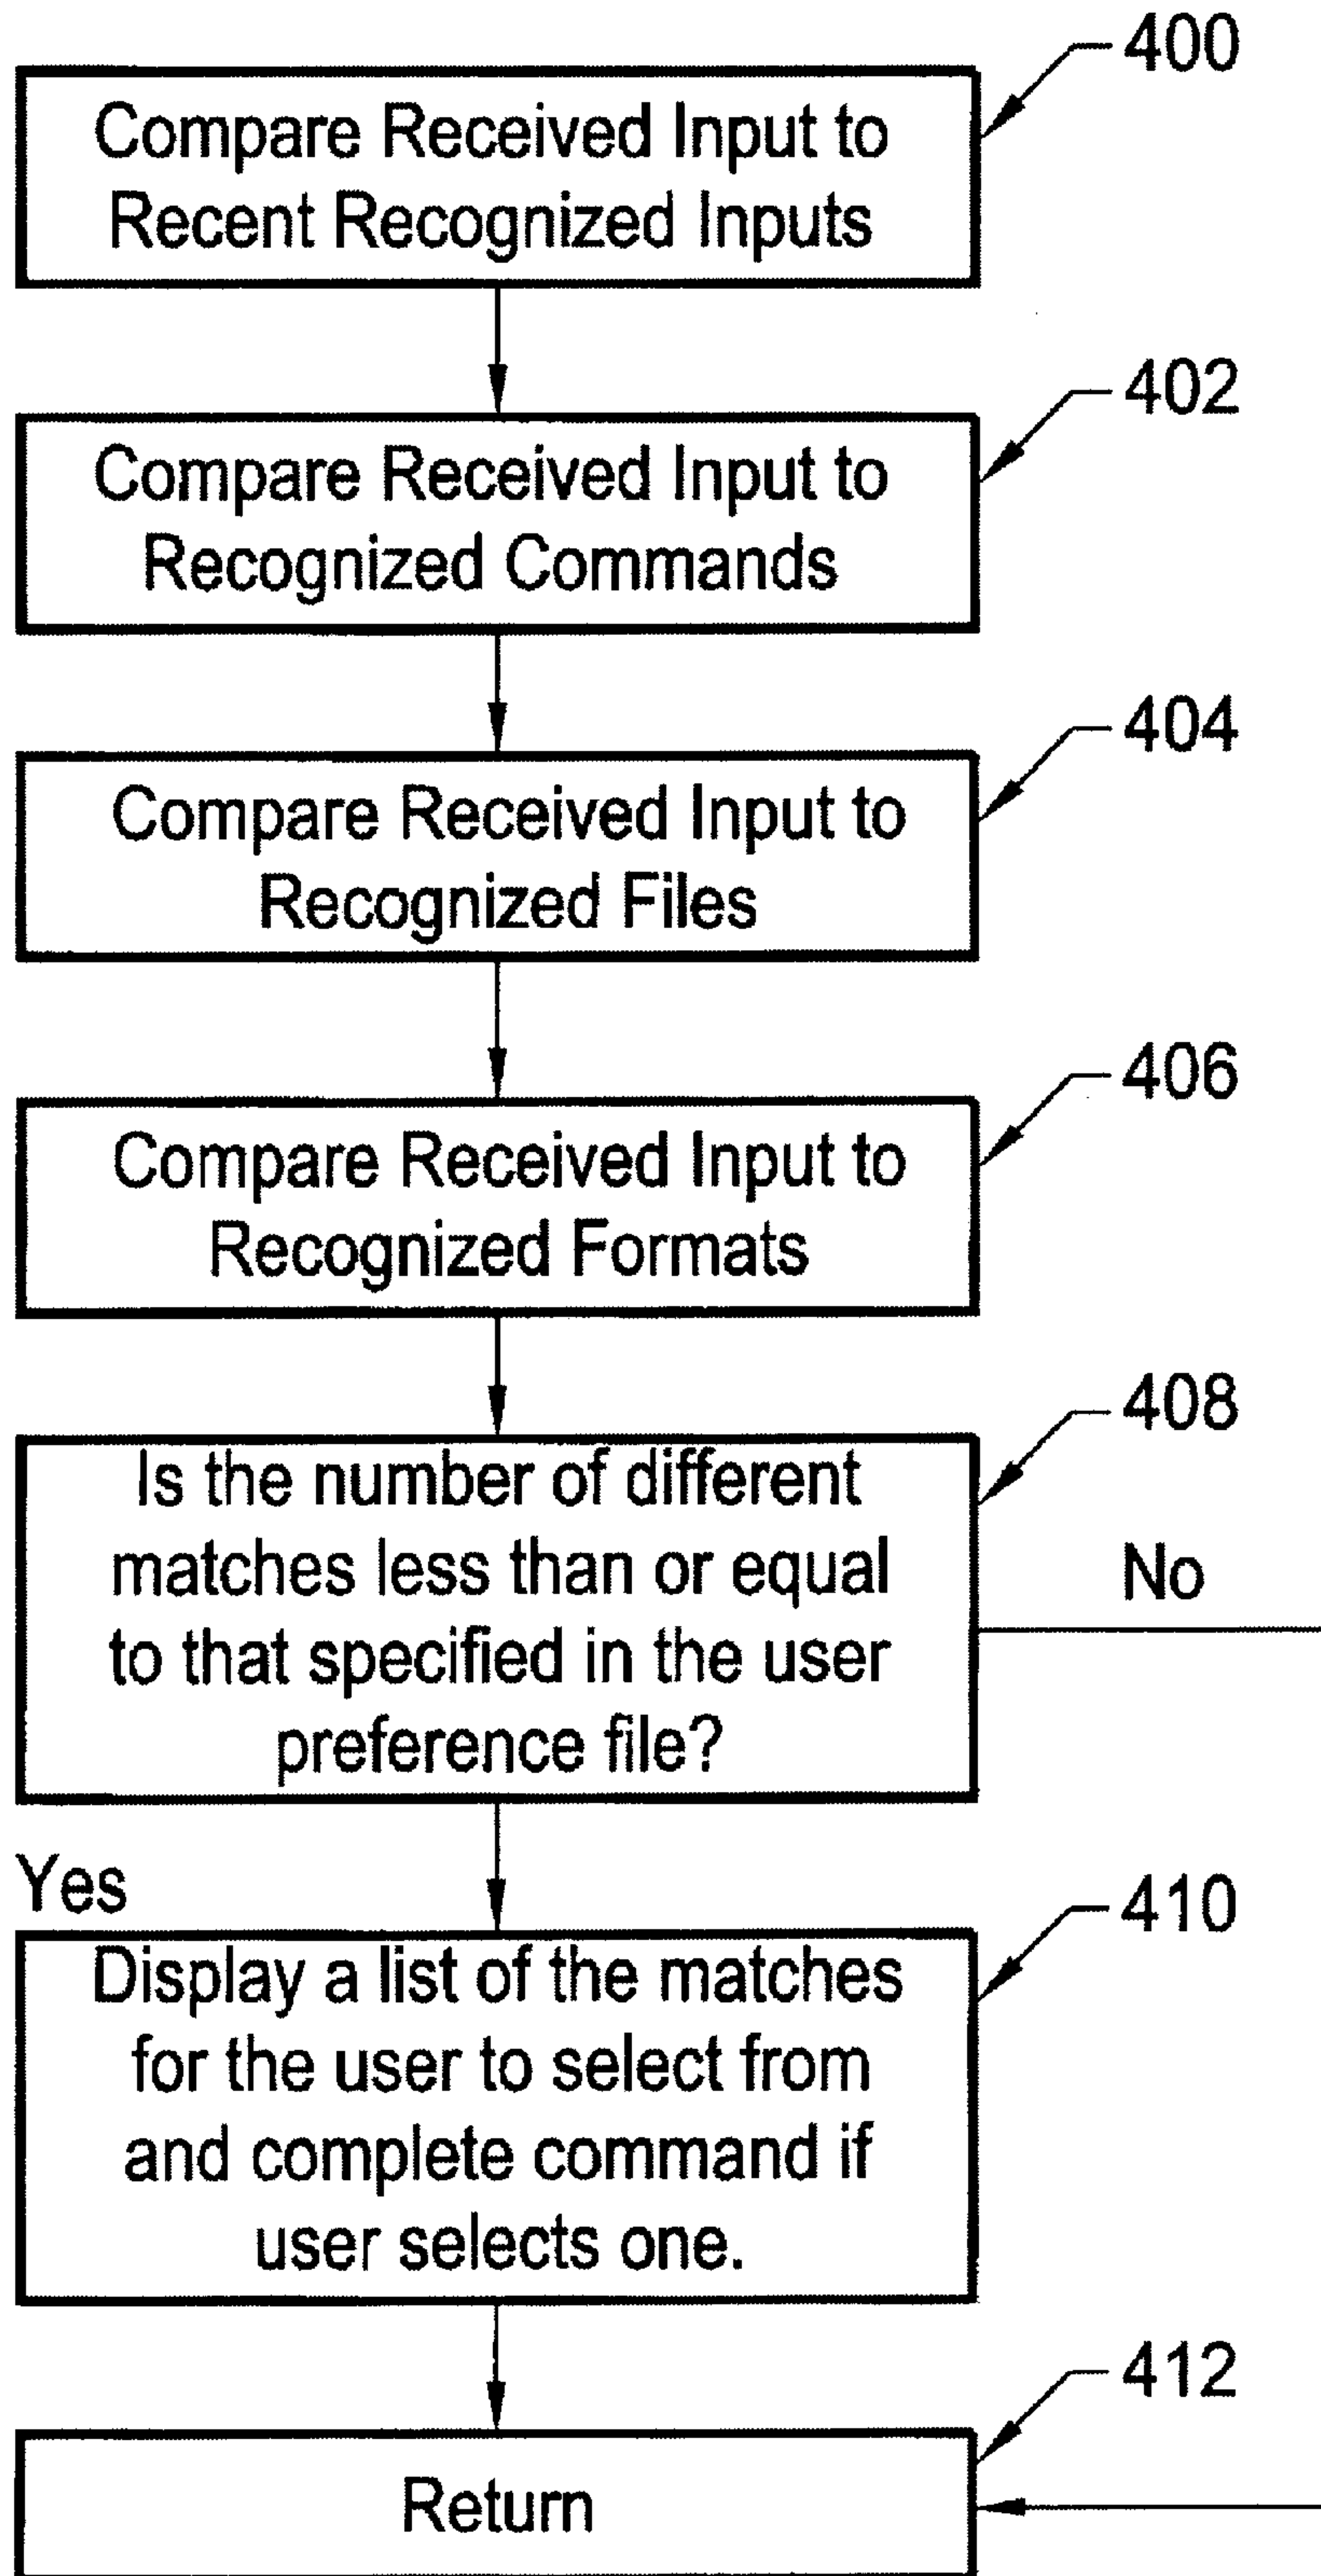 400
Compare Received Input to
Recent Recognized Inputs
402
Compare Received Input to
Recognized Commands
404
Compare Received Input to
Recognized Files
406
Compare Received Input to
Recognized Formats
408
Is the number of different
matches less than or equal
to that specified in the user
preference file?
No
Yes
410
Display a list of the matches
for the user to select from
and complete command if
user selects one.
412
Return